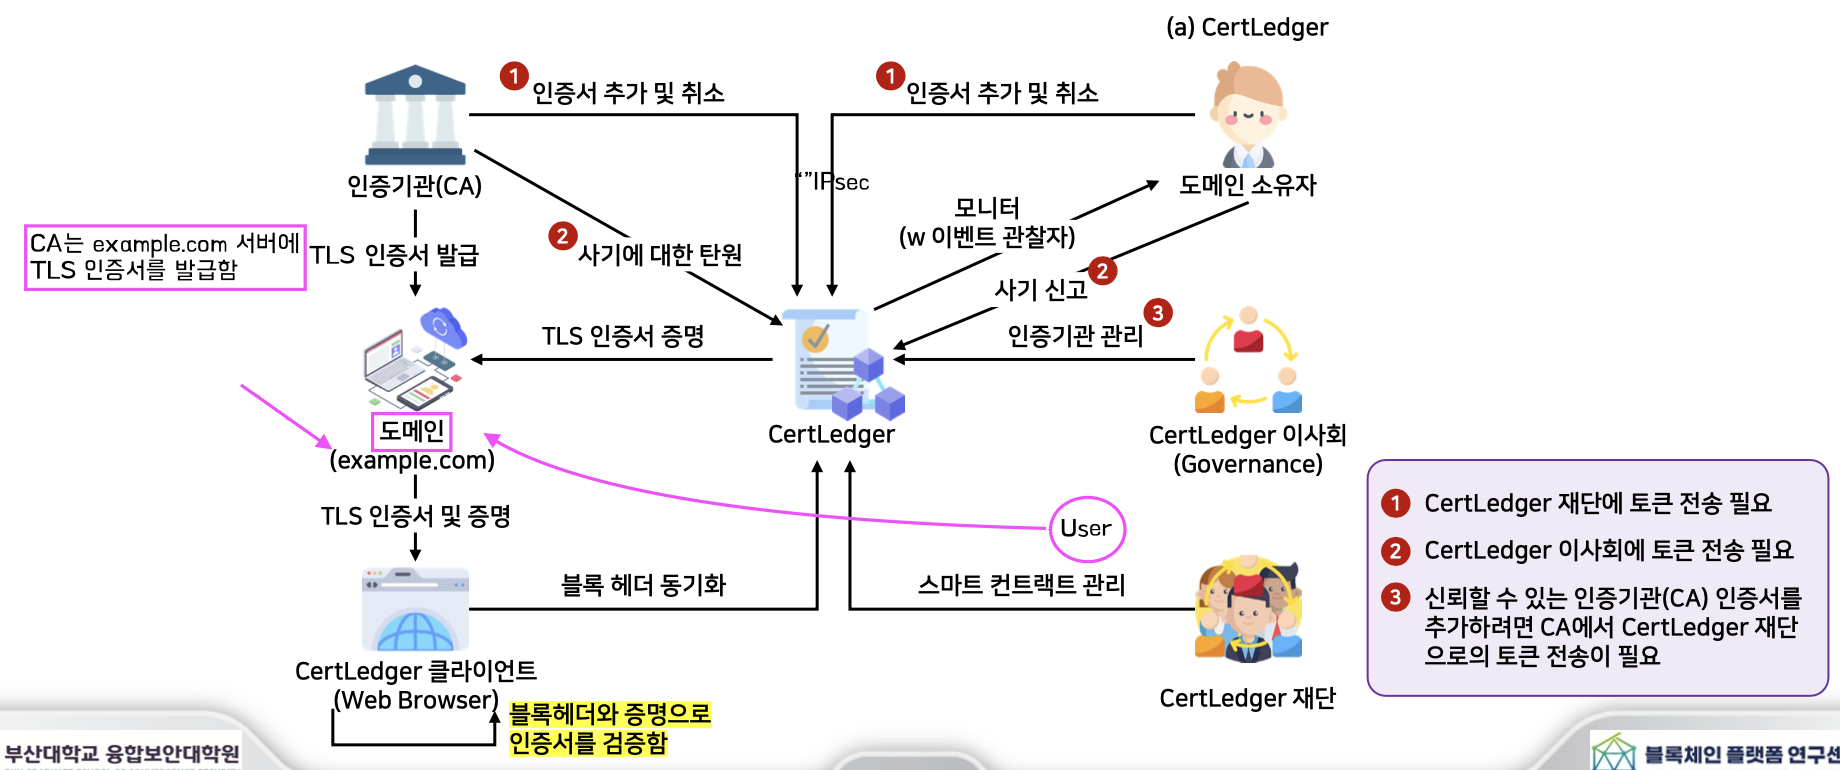 (a) CertLedger
1 인증서 추가 및 취소
1 인증서 추가 및 취소
인증기관(CA)
“”IPsec
도메인 소유자
모니터
(w 이벤트 관찰자)
CA는 example.com 서버에
TLS 인증서를 발급함
TLS 인증서 발급
2 사기에 대한 탄원
사기 신고 2
TLS 인증서 증명
인증기관 관리 3
도메인
(example.com)
CertLedger
CertLedger 이사회
(Governance)
TLS 인증서 및 증명
User
블록 헤더 동기화
스마트 컨트랙트 관리
CertLedger 클라이언트
(Web Browser)
CertLedger 재단
블록헤더와 증명으로
인증서를 검증함
1 CertLedger 재단에 토큰 전송 필요
2 CertLedger 이사회에 토큰 전송 필요
3 신뢰할 수 있는 인증기관(CA) 인증서를
추가하려면 CA에서 CertLedger 재단
으로의 토큰 전송이 필요
부산대학교 융합보안대학원
블록체인 플랫폼 연구센